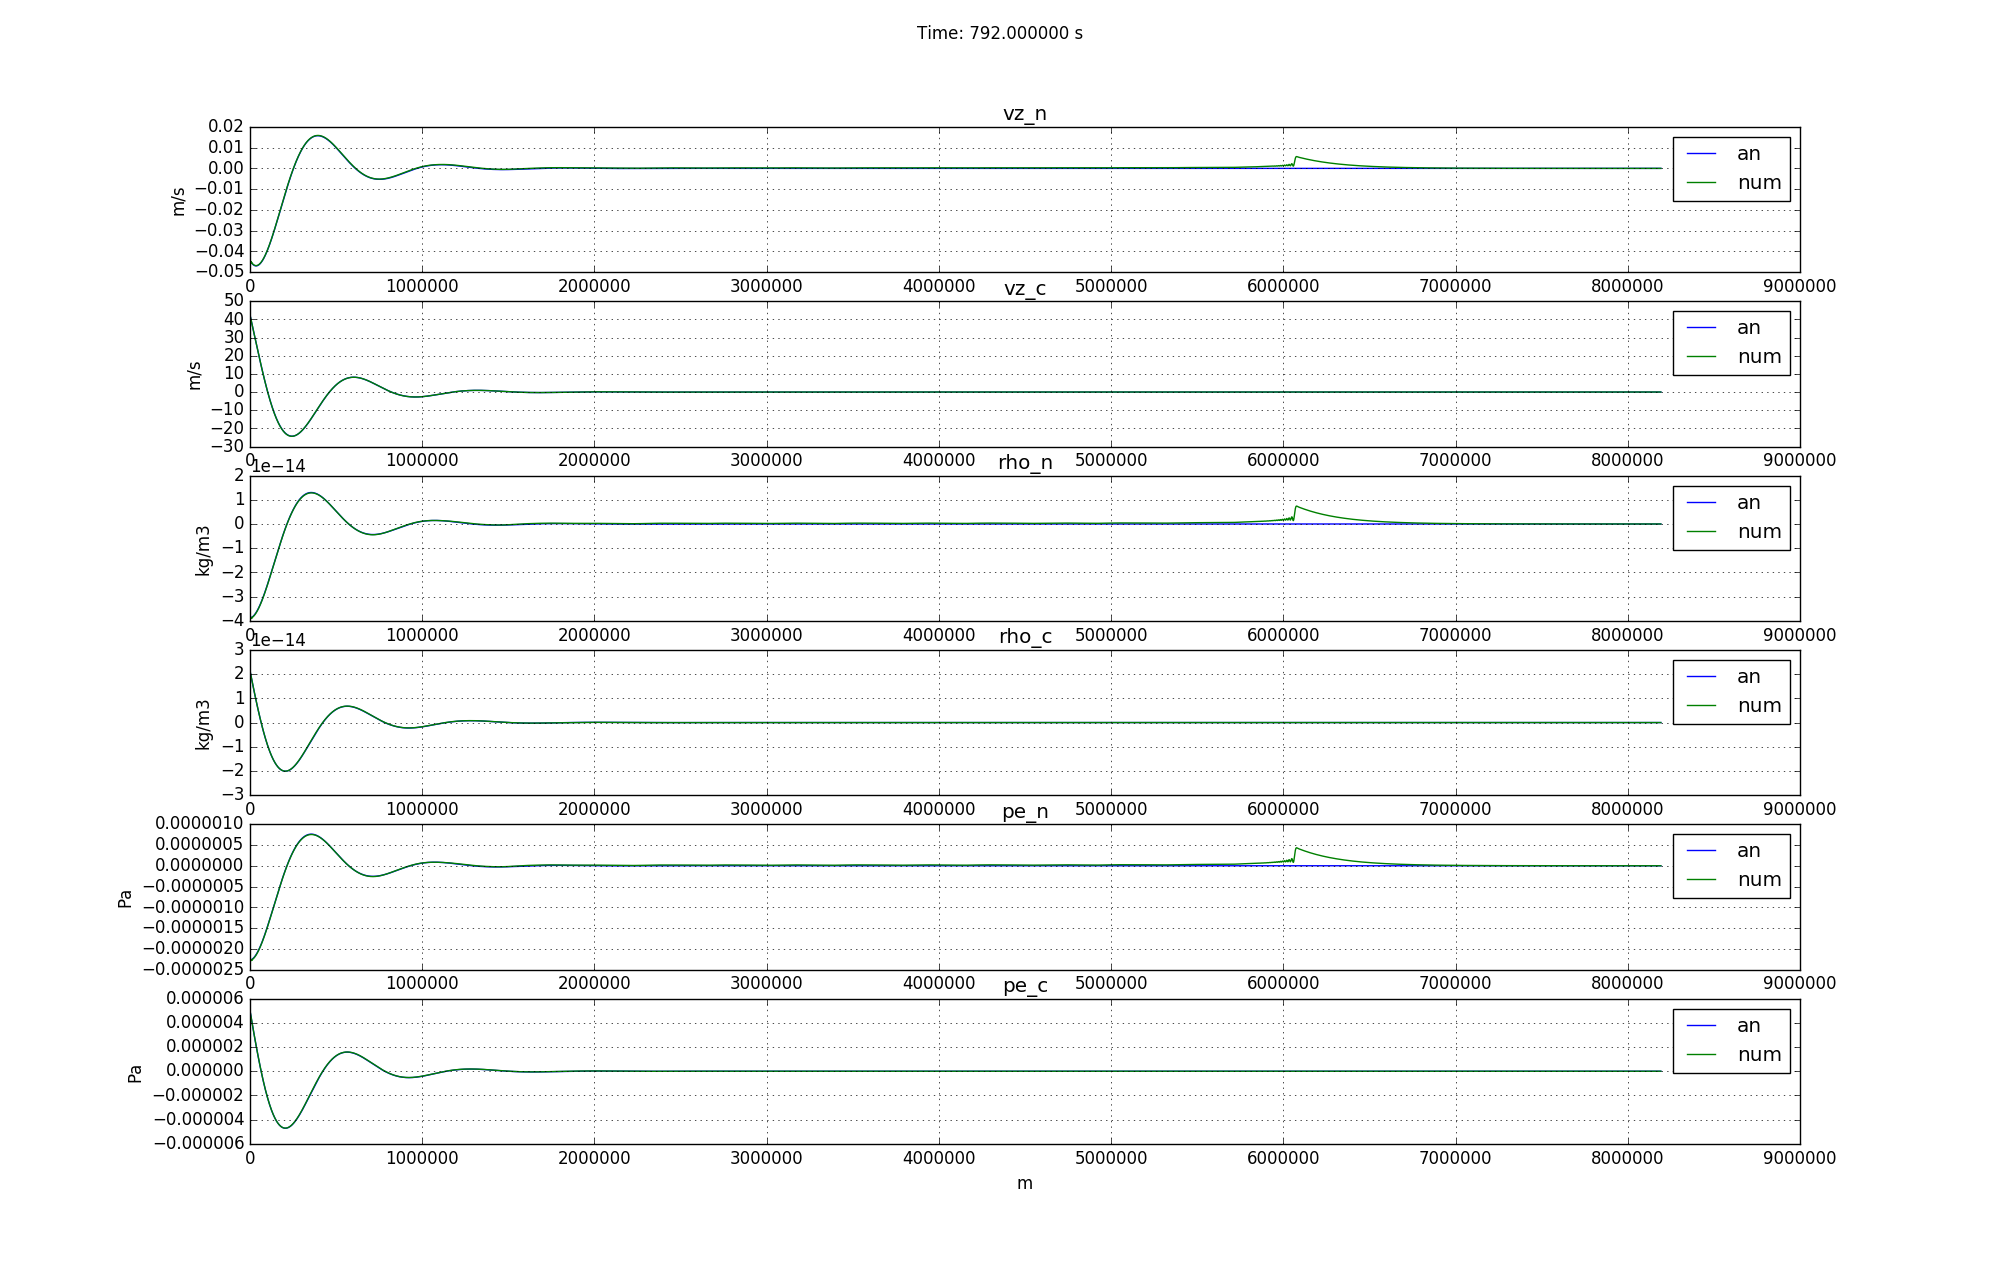 Time: 792.000000 s
vz_n
0.02
0.01
0.00
−0.01
−0.02
−0.03
−0.04
−0.05
m/s
an
num
0 1000000 2000000 3000000 4000000 5000000 6000000 7000000 8000000 9000000
vz_c
50
40
30
20
10
0
−10
−20
−30
m/s
an
num
0 1000000 2000000 3000000 4000000 5000000 6000000 7000000 8000000 9000000
1e−14
rho_n
2
1
0
−1
−2
−3
−4
kg/m3
an
num
0 1000000 2000000 3000000 4000000 5000000 6000000 7000000 8000000 9000000
1e−14
rho_c
3
2
1
0
−1
−2
−3
kg/m3
an
num
0 1000000 2000000 3000000 4000000 5000000 6000000 7000000 8000000 9000000
pe_n
0.0000010
0.0000005
0.0000000
−0.0000005
−0.0000010
−0.0000015
−0.0000020
−0.0000025
Pa
an
num
0 1000000 2000000 3000000 4000000 5000000 6000000 7000000 8000000 9000000
pe_c
0.000006
0.000004
0.000002
0.000000
−0.000002
−0.000004
−0.000006
Pa
an
num
0 1000000 2000000 3000000 4000000 5000000 6000000 7000000 8000000 9000000
m